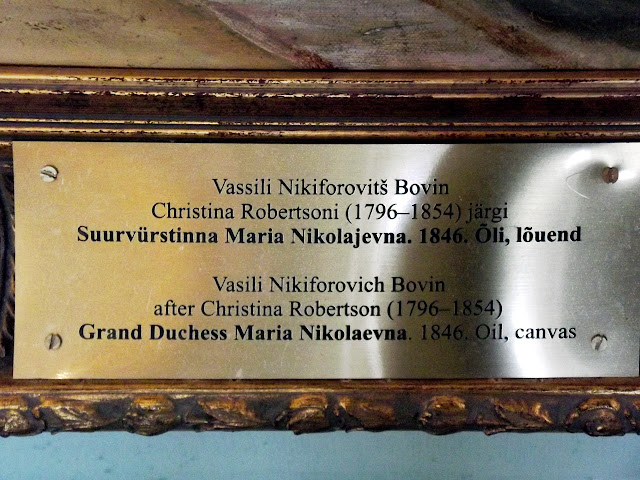 Vassili Nikiforovitš Bovin
Christina Robertsoni (1796–1854) järgi
Suurvürstinna Maria Nikolajevna. 1846. Õli, lõuend
Vasili Nikiforovich Bovin
after Christina Robertson (1796–1854)
Grand Duchess Maria Nikolaevna. 1846. Oil, canvas